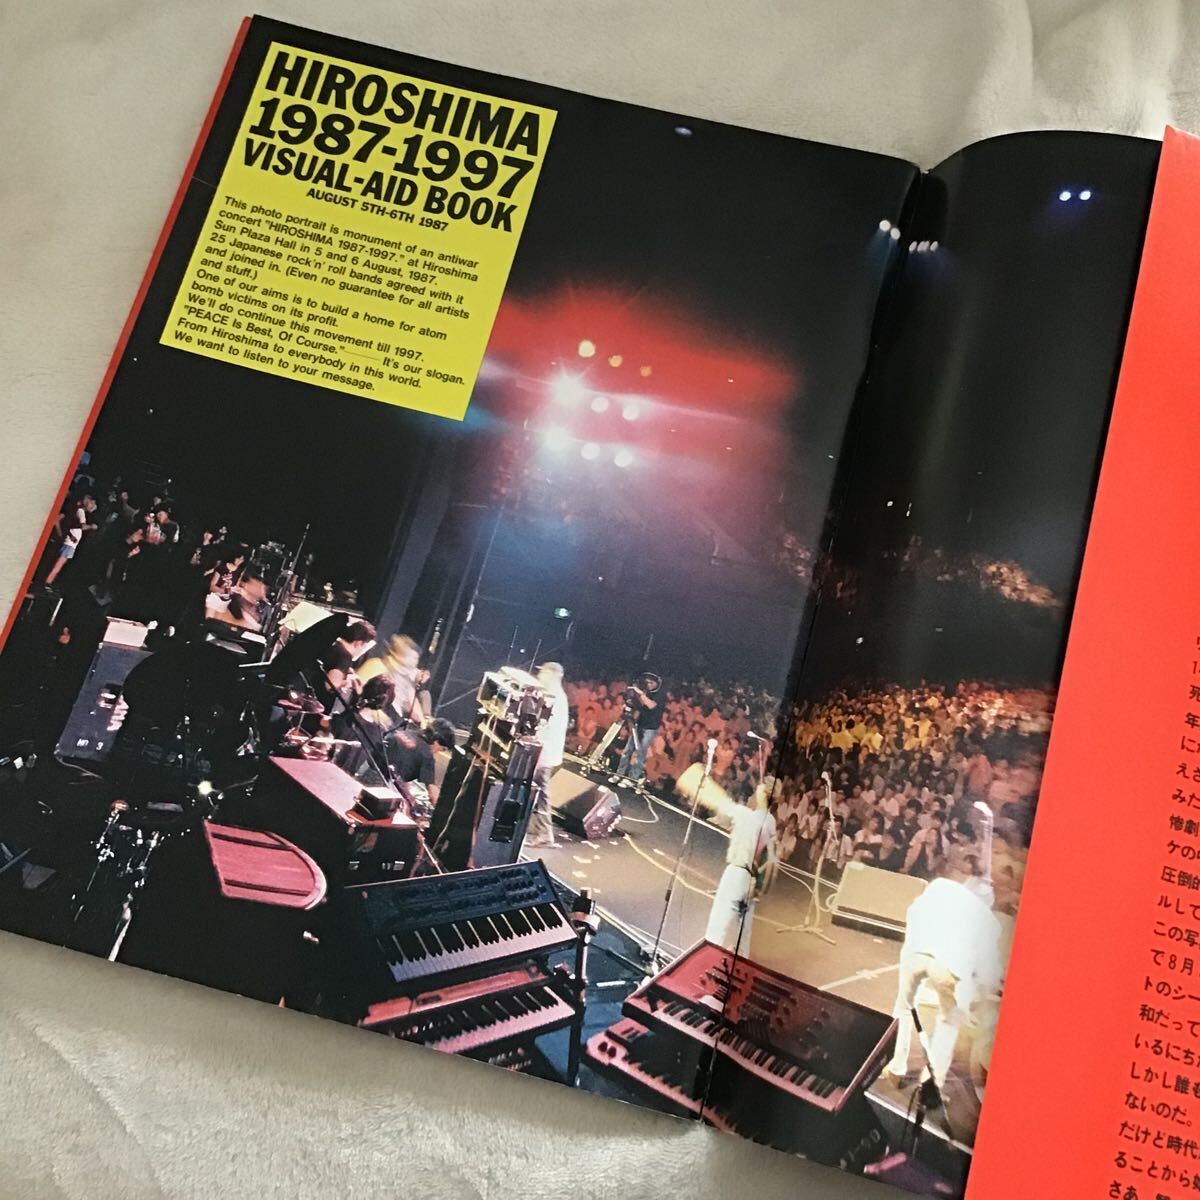 HIROSHIMA
1987-1997
VISUAL-AID BOOK
AUGUST 5TH-6TH 1987
This photo portrait is monument of an antiwar
concert "HIROSHIMA 1987-1997." at Hiroshima
Sun Plaza Hall in 5 and 6 August, 1987.
25 Japanese rock'n' roll bands agreed with it
and joined in. (Even no guarantee for all artists
and stuff.)
One of our aims is to build a home for atom
bomb victims on its profit.
We'll do continue this movement till 1997.
"PEACE Is Best, Of Course."——It's our slogan.
From Hiroshima to everybody in this world.
We want to listen to your message.
年
に
えさ
みた
惨劇
ケの
圧倒的
ルして
この写
て8月
トのシー
和だって
いるにち
しかし誰も
ないのだ。
だけど時代
ることから
さあ